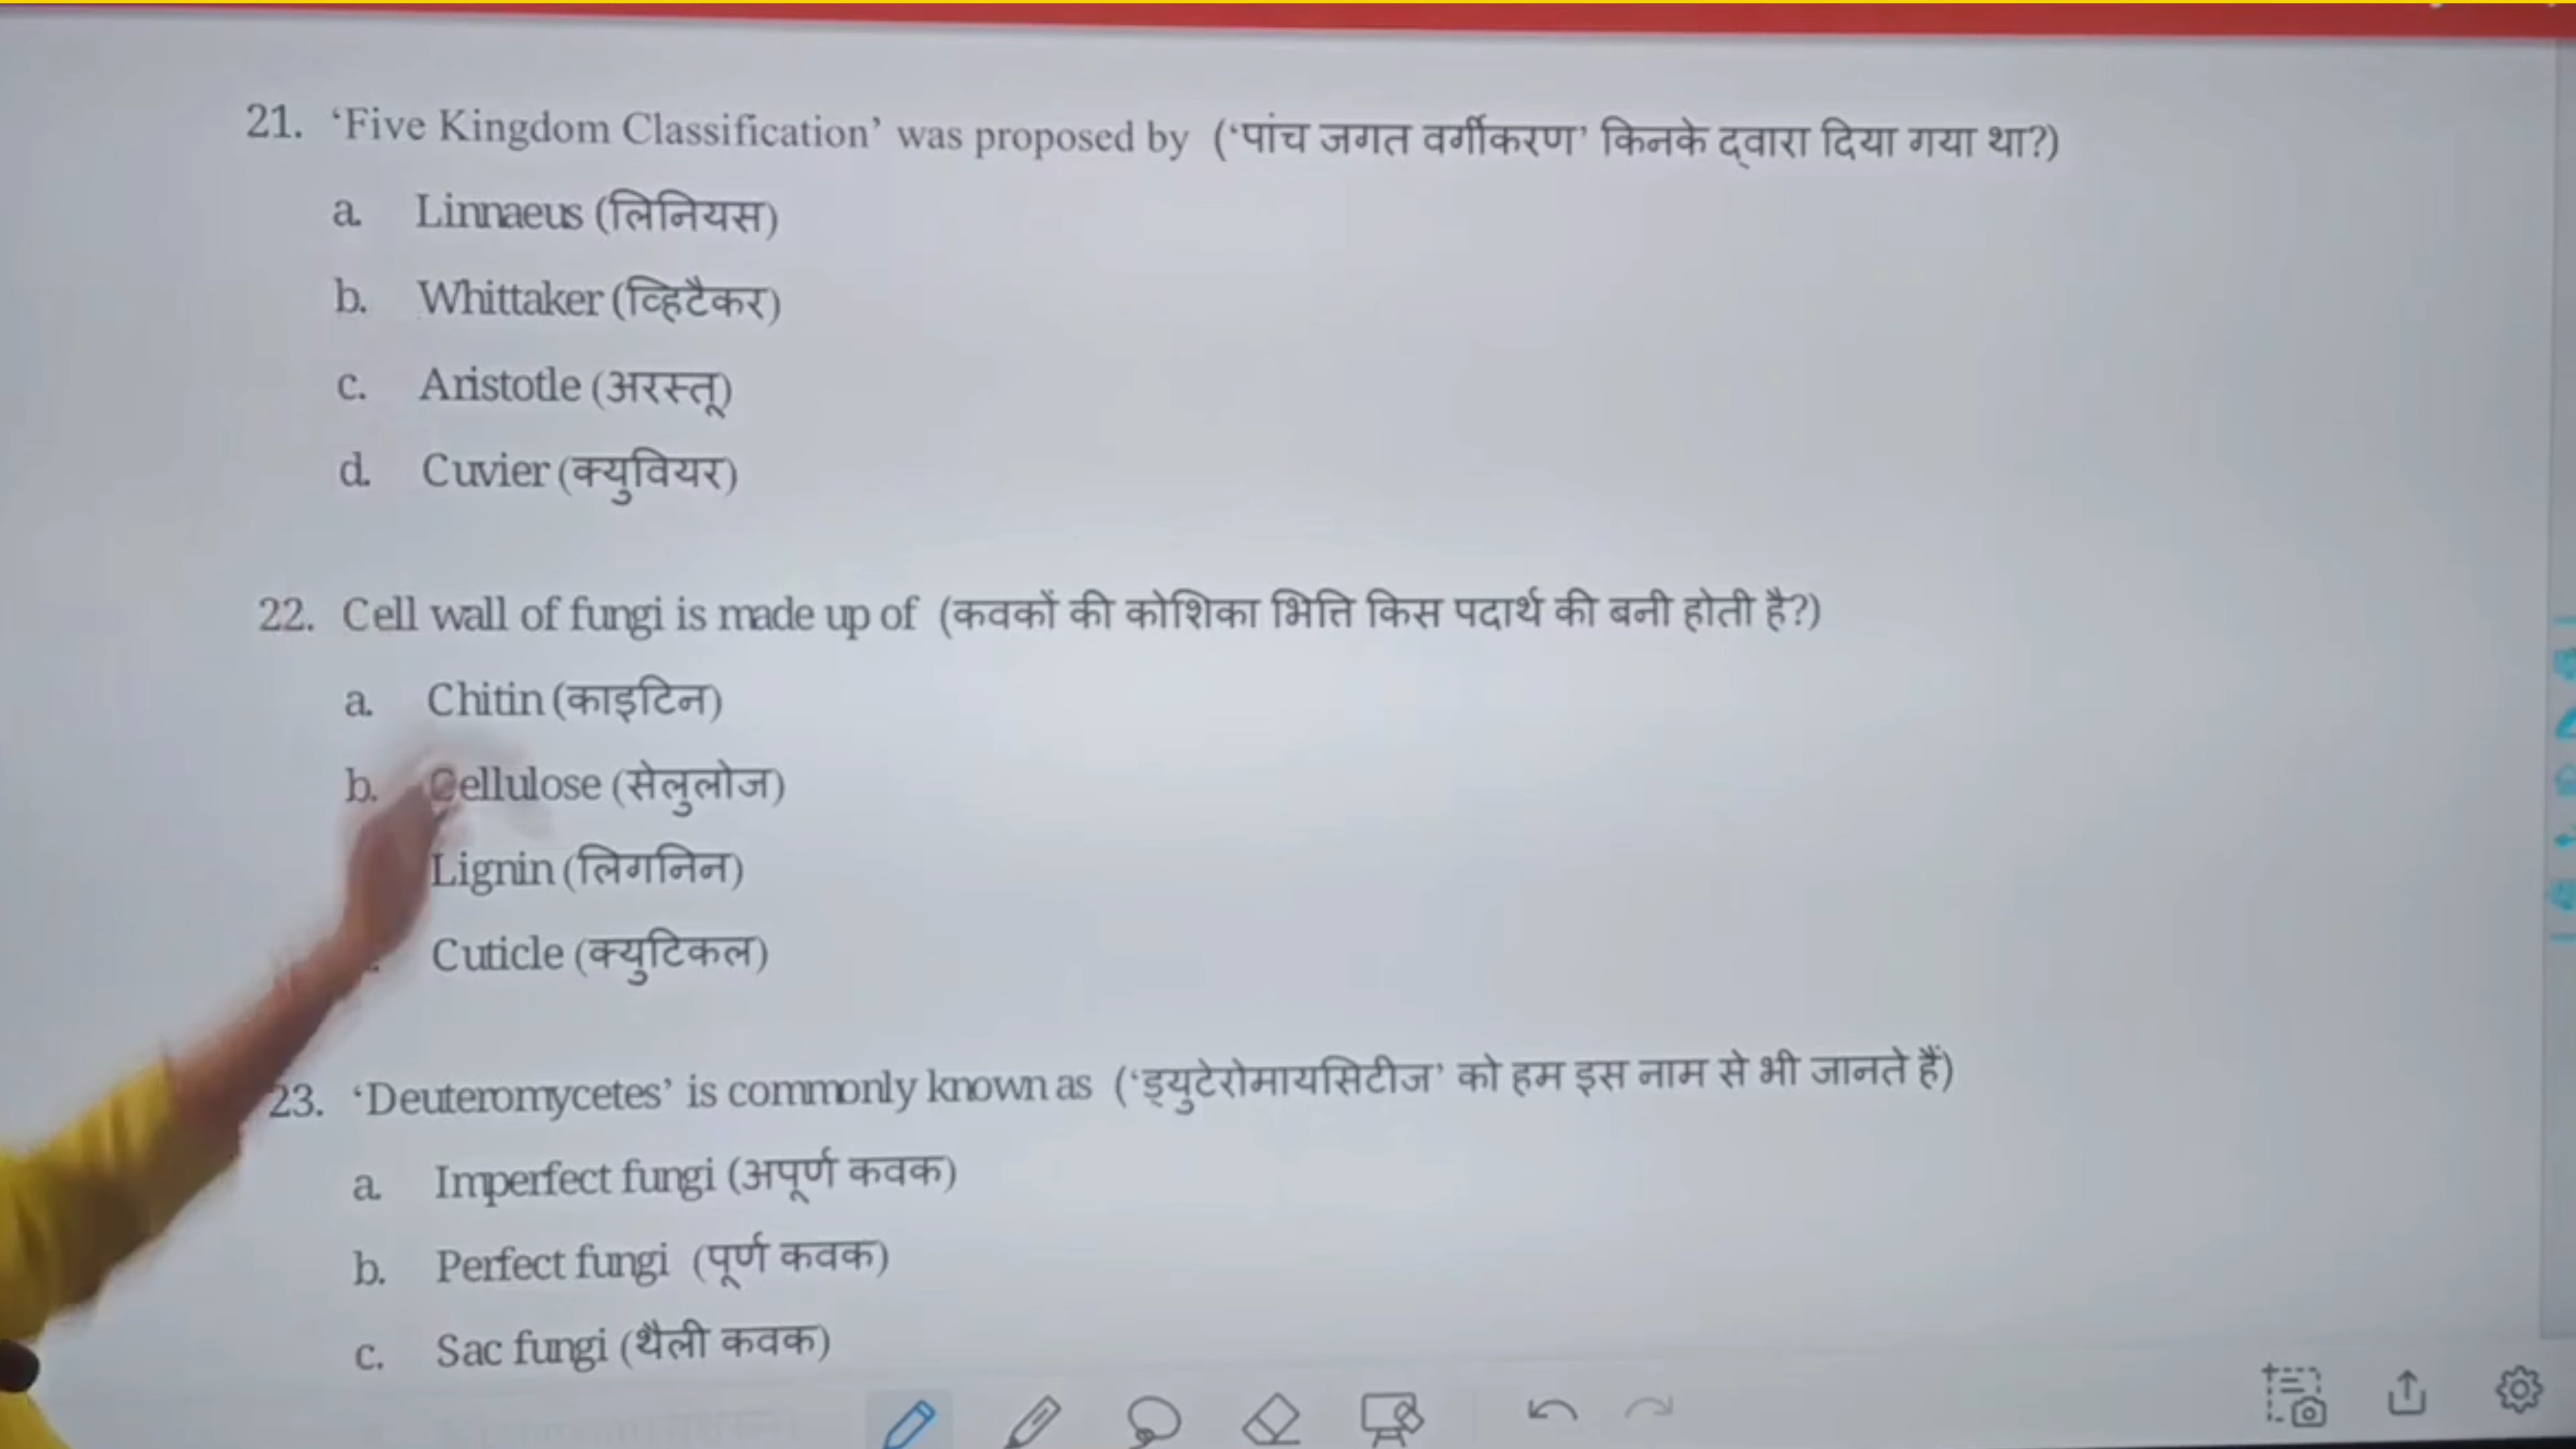 21. ‘Five Kingdom Classification’ was proposed by (‘पांच जगत वर्गीकरण’ किनके द्वारा दिया गया था?)
a. Linnaeus (लिनियस)
b. Whittaker (व्हिटैकर)
c. Aristotle (अरस्तू)
d. Cuvier (क्युवियर)
22. Cell wall of fungi is made up of (कवकों की कोशिका भित्ति किस पदार्थ की बनी होती है?)
a. Chitin (काइटिन)
b. Cellulose (सेलुलोज)
Lignin (लिगनिन)
Cuticle (क्युटिकल)
23. ‘Deuteromycetes’ is commonly known as (‘ड्युटेरोमायसिटीज’ को हम इस नाम से भी जानते हैं)
a. Imperfect fungi (अपूर्ण कवक)
b. Perfect fungi (पूर्ण कवक)
c. Sac fungi (थैली कवक)